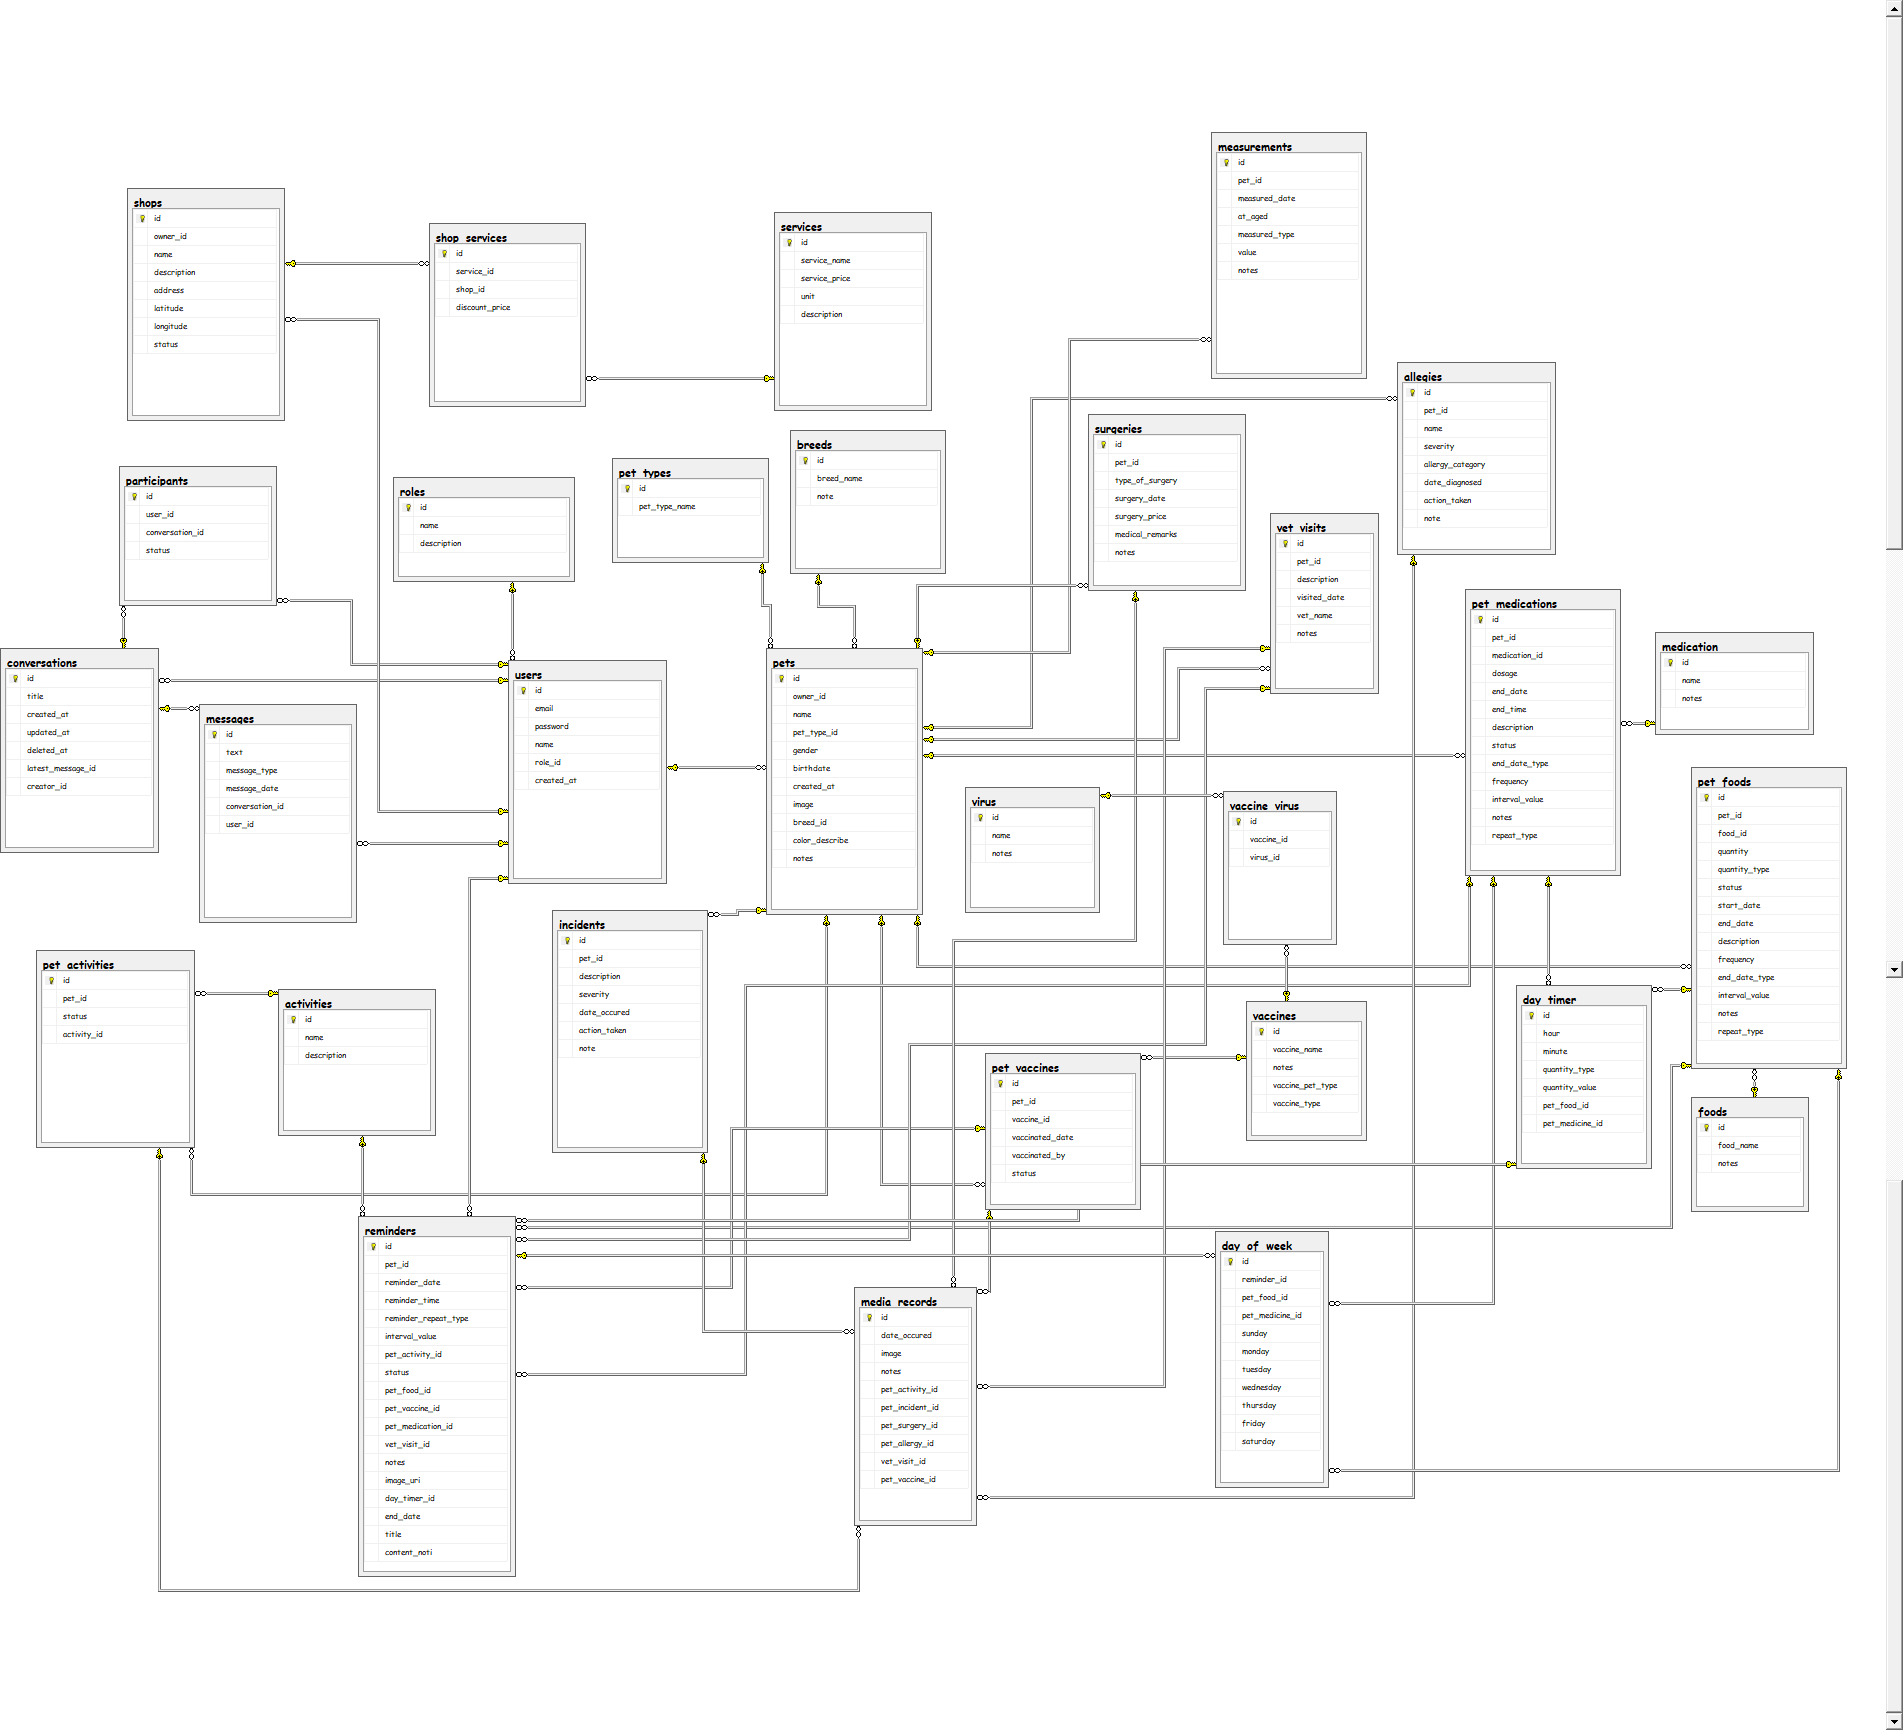 measurements
id
pet_id
measured_date
at_aged
measured_type
value
notes
shops
id
owner_id
name
description
address
latitude
longitude
status
shop_services
id
service_id
shop_id
discount_price
services
id
service_name
service_price
unit
description
allegies
id
pet_id
name
severity
allergy_category
date_diagnosed
action_taken
note
surgeries
id
pet_id
type_of_surgery
surgery_date
surgery_price
medical_remarks
notes
breeds
id
breed_name
note
pet_types
id
pet_type_name
participants
id
user_id
conversation_id
status
roles
id
name
description
vet_visits
id
pet_id
description
visited_date
vet_name
notes
pet_medications
id
pet_id
medication_id
dosage
end_date
end_time
description
status
end_date_type
frequency
interval_value
notes
repeat_type
medication
id
name
notes
conversations
id
title
created_at
updated_at
deleted_at
latest_message_id
creator_id
messages
id
text
message_type
message_date
conversation_id
user_id
users
id
email
password
name
role_id
created_at
pets
id
owner_id
name
pet_type_id
gender
birthdate
created_at
image
breed_id
color_describe
notes
virus
id
name
notes
vaccine_virus
id
vaccine_id
virus_id
pet_foods
id
pet_id
food_id
quantity
quantity_type
status
start_date
end_date
description
frequency
end_date_type
interval_value
notes
repeat_type
incidents
id
pet_id
description
severity
date_occured
action_taken
note
pet_activities
id
pet_id
status
activity_id
activities
id
name
description
vaccines
id
vaccine_name
notes
vaccine_pet_type
vaccine_type
day_timer
id
hour
minute
quantity_type
quantity_value
pet_food_id
pet_medicine_id
pet_vaccines
id
pet_id
vaccine_id
vaccinated_date
vaccinated_by
status
foods
id
food_name
notes
reminders
id
pet_id
reminder_date
reminder_time
reminder_repeat_type
interval_value
pet_activity_id
status
pet_food_id
pet_vaccine_id
pet_medication_id
vet_visit_id
notes
image_uri
day_timer_id
end_date
title
content_noti
media_records
id
date_occured
image
notes
pet_activity_id
pet_incident_id
pet_surgery_id
pet_allergy_id
vet_visit_id
pet_vaccine_id
day_of_week
id
reminder_id
pet_food_id
pet_medicine_id
sunday
monday
tuesday
wednesday
thursday
friday
saturday